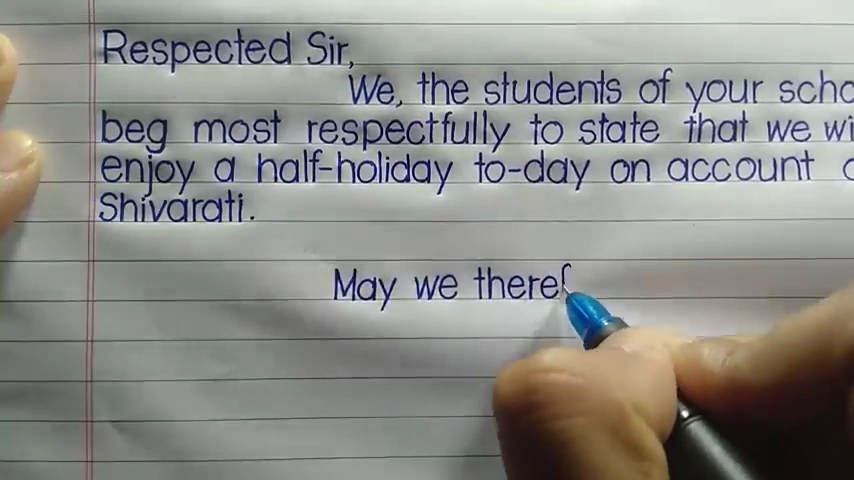 Respected Sir,
We, the students of your scho
beg most respectfully to state that we wi
enjoy a half-holiday to-day on account o
Shivarati.
May we theref